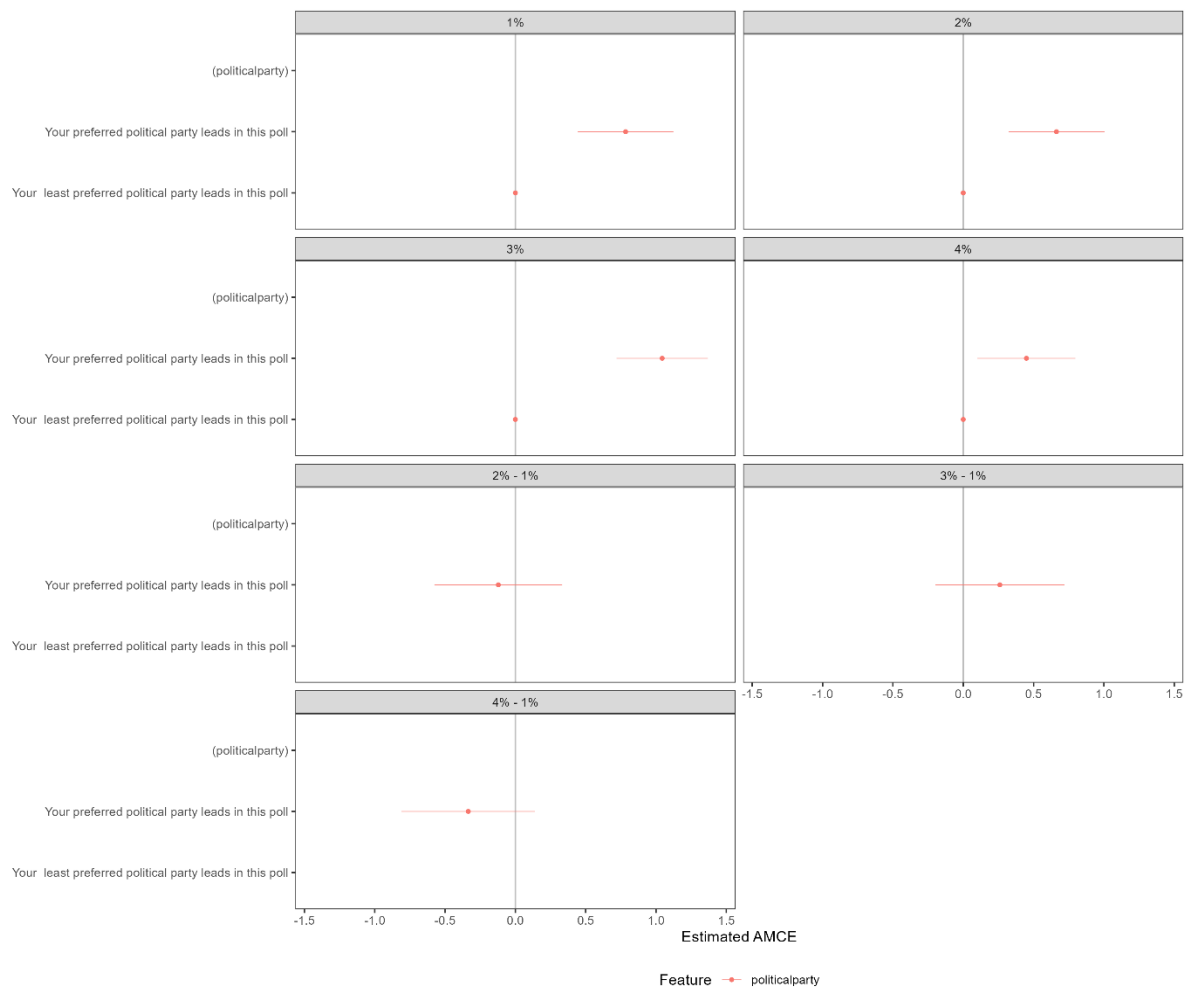 1% 2%
(politicalparty)
Your preferred political party leads in this poll
Your  least preferred political party leads in this poll
3% 4%
(politicalparty)
Your preferred political party leads in this poll
Your  least preferred political party leads in this poll
2% - 1% 3% - 1%
(politicalparty)
Your preferred political party leads in this poll
Your  least preferred political party leads in this poll
-1.5 -1.0 -0.5 0.0 0.5 1.0 1.5
4% - 1%
(politicalparty)
Your preferred political party leads in this poll
Your  least preferred political party leads in this poll
-1.5 -1.0 -0.5 0.0 0.5 1.0 1.5
Estimated AMCE
Feature politicalparty